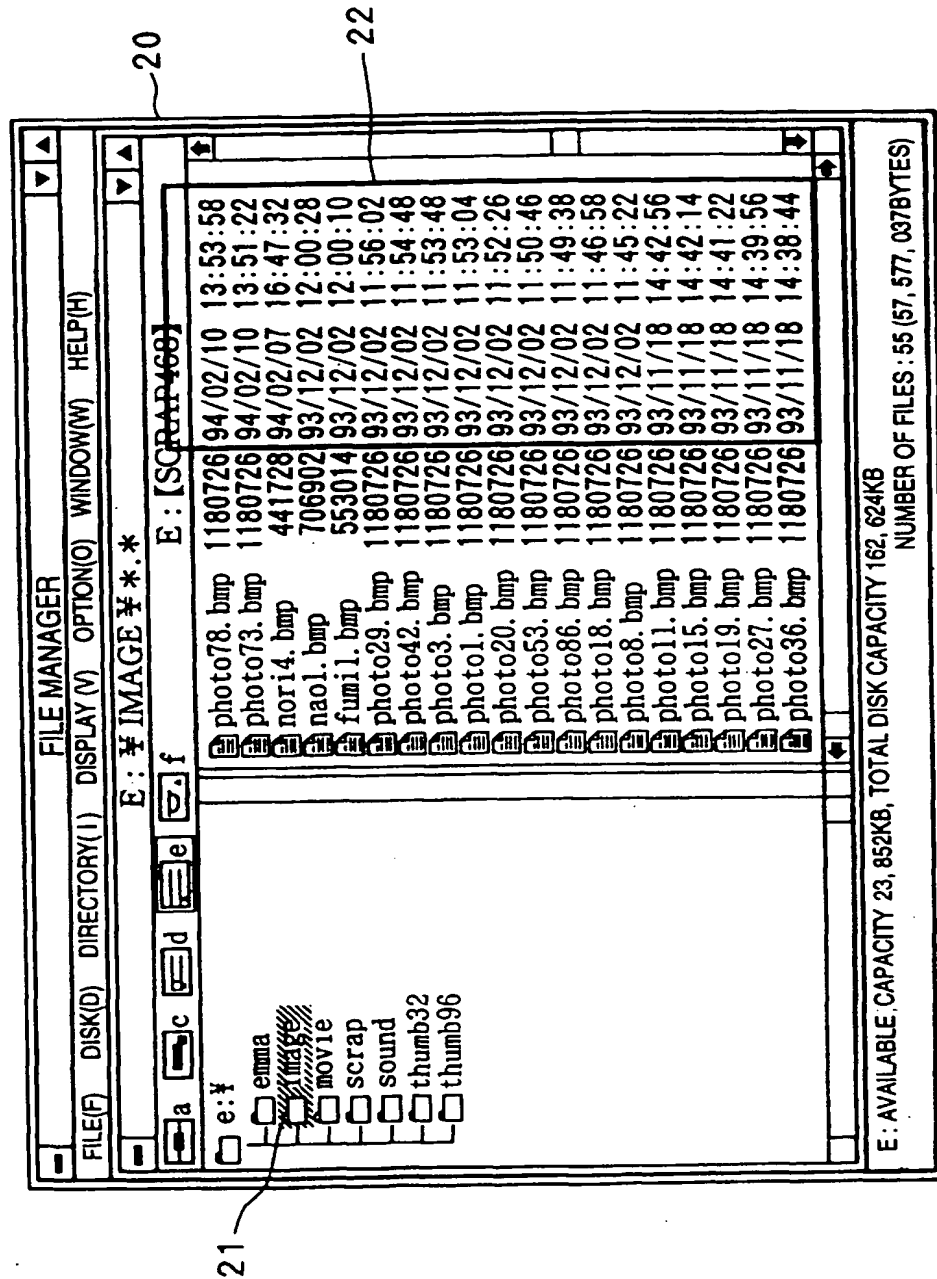 FILE MANAGER
FILE(F) DISK(D) DIRECTORY(I) DISPLAY (V) OPTION(O) WINDOW(W) HELP(H)
E:¥IMAGE¥*.*
a c d e f E:【SCRAP468】
e:¥
emma
image
movie
scrap
sound
thumb32
thumb96
photo78.bmp 1180726 94/02/10 13:53:58
photo73.bmp 1180726 94/02/10 13:51:22
nori4.bmp 441728 94/02/07 16:47:32
nao1.bmp 706902 93/12/02 12:00:28
fumi1.bmp 553014 93/12/02 12:00:10
photo29.bmp 1180726 93/12/02 11:56:02
photo42.bmp 1180726 93/12/02 11:54:48
photo3.bmp 1180726 93/12/02 11:53:48
photo1.bmp 1180726 93/12/02 11:53:04
photo20.bmp 1180726 93/12/02 11:52:26
photo53.bmp 1180726 93/12/02 11:50:46
photo86.bmp 1180726 93/12/02 11:49:38
photo18.bmp 1180726 93/12/02 11:46:58
photo8.bmp 1180726 93/12/02 11:45:22
photo11.bmp 1180726 93/11/18 14:42:56
photo15.bmp 1180726 93/11/18 14:42:14
photo19.bmp 1180726 93/11/18 14:41:22
photo27.bmp 1180726 93/11/18 14:39:56
photo36.bmp 1180726 93/11/18 14:38:44
E: AVAILABLE CAPACITY 23, 852KB, TOTAL DISK CAPACITY 162, 624KB
NUMBER OF FILES : 55 (57, 577, 037BYTES)
20
21
22